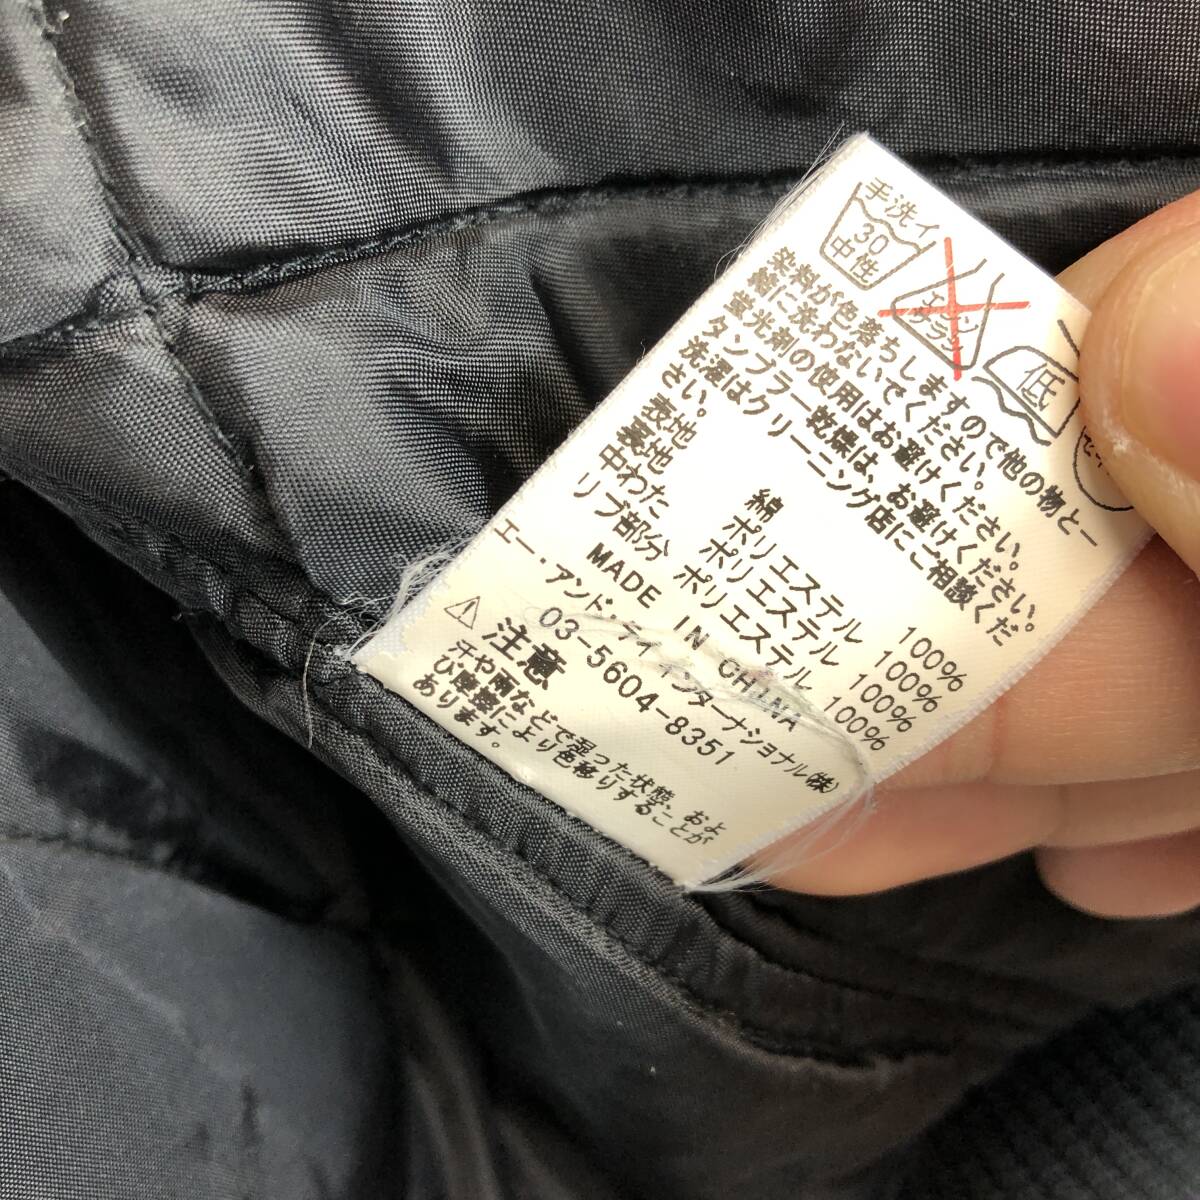 手洗イ
30
中性
エンソ
サラシ
低
染料が色落ちしますので他の物と一
緒に洗わないでください。
蛍光剤の使用はお避けください。
タンブラー乾燥は、お避けください。
洗濯はクリーニング店にご相談くだ
さい。
表地 綿 100%
裏地 ポリエステル 100%
中わた ポリエステル 100%
リブ部分 ポリエステル 100%
MADE IN CHINA
エー・アンド・ディインターナショナル(株)
03-5604-8351
⚠注意
汗や雨などで湿った状態、およ
び摩擦により色移りすることが
あります。